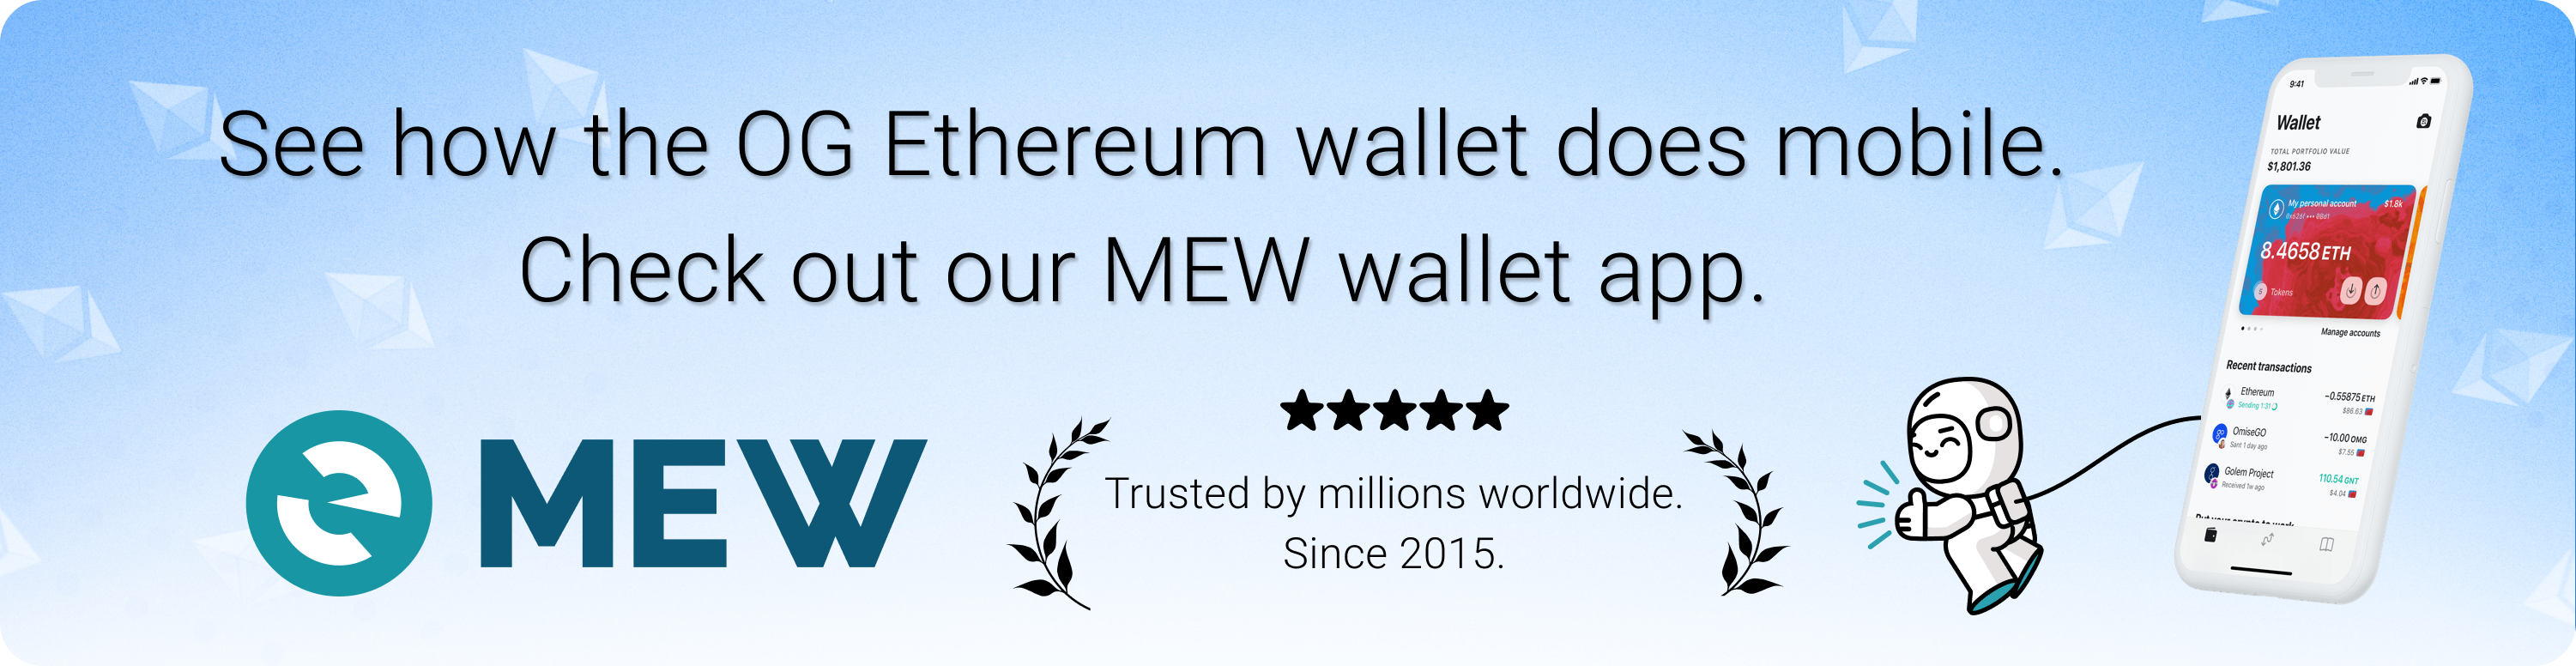 See how the OG Ethereum wallet does mobile.
Check out our MEW wallet app.
MEW
Trusted by millions worldwide.
Since 2015.
9:41
Wallet
TOTAL PORTFOLIO VALUE
$1,801.36
My personal account $1.8k
8.4658 ETH
5 Tokens
Manage accounts
Recent transactions
Ethereum -0.55875 ETH
Sending 1:31 $86.63
OmiseGO -10.00 OMG
Sent 1 day ago $7.55
Golem Project 110.54 GNT
Received 1w ago $4.04